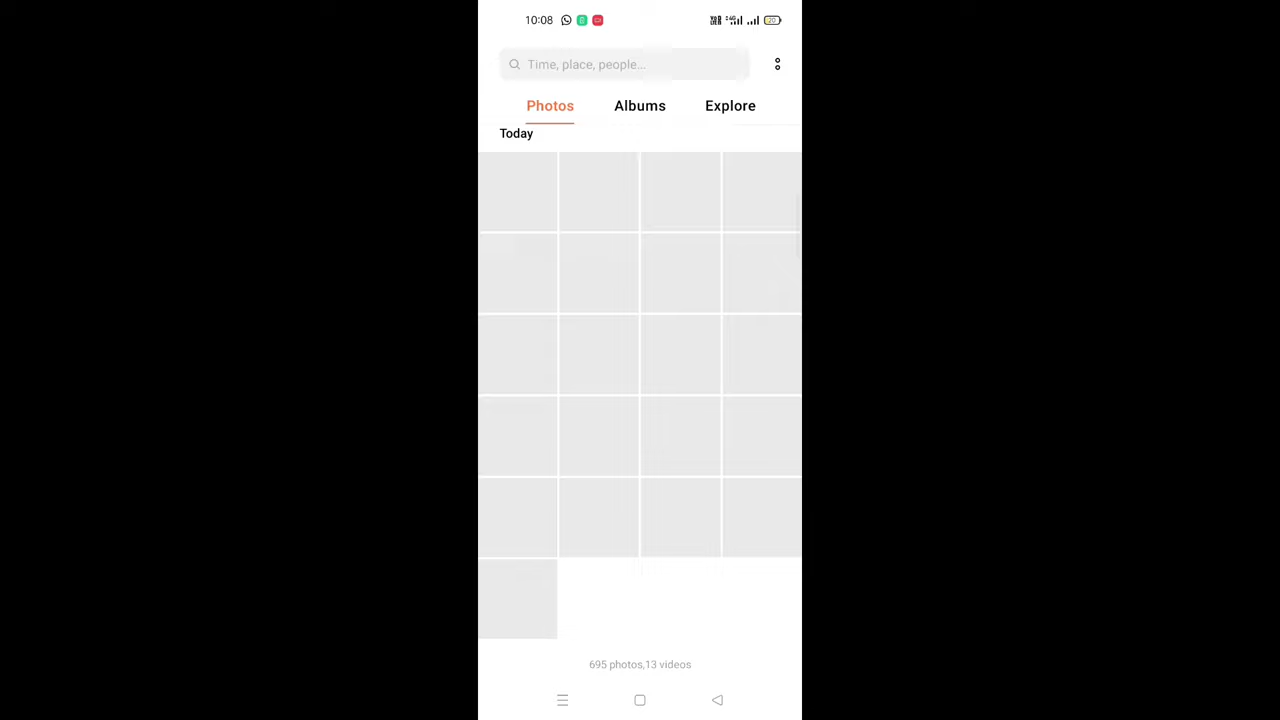 10:08
Time, place, people...
Photos Albums Explore
Today
695 photos,13 videos